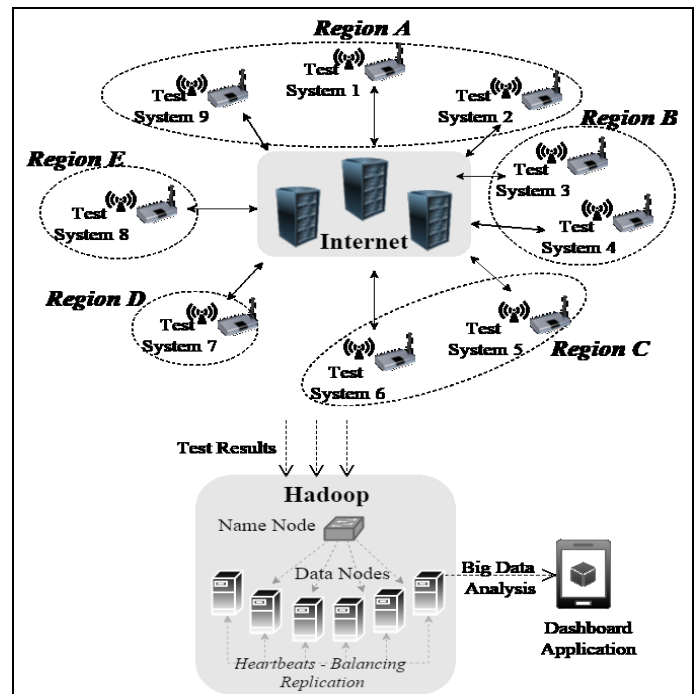 Region A
Test
System 9
Test
System 1
Test
System 2
Region B
Test
System 3
Test
System 4
Region E
Test
System 8
Internet
Region D
Test
System 7
Test
System 6
Test
System 5
Region C
Test Results
Hadoop
Name Node
Data Nodes
Heartbeats - Balancing
Replication
Big Data
Analysis
Dashboard
Application